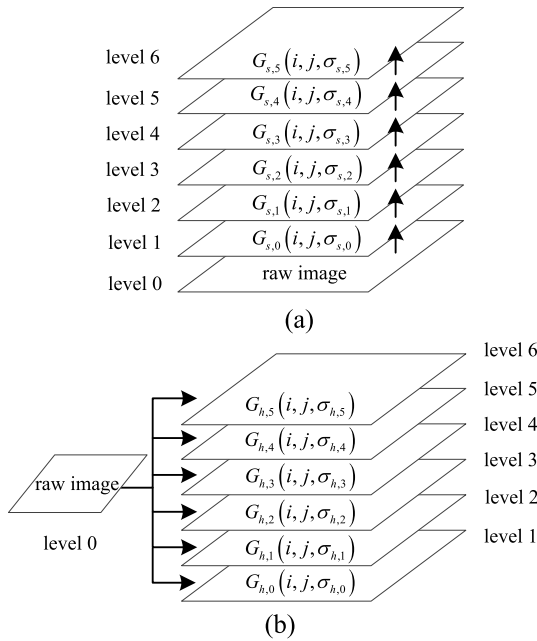 level 6
G_{s,5}(i, j, σ_{s,5})
level 5
G_{s,4}(i, j, σ_{s,4})
level 4
G_{s,3}(i, j, σ_{s,3})
level 3
G_{s,2}(i, j, σ_{s,2})
level 2
G_{s,1}(i, j, σ_{s,1})
level 1
G_{s,0}(i, j, σ_{s,0})
level 0
raw image
(a)
level 6
level 5
G_{h,5}(i, j, σ_{h,5})
level 4
G_{h,4}(i, j, σ_{h,4})
level 3
G_{h,3}(i, j, σ_{h,3})
raw image
level 2
G_{h,2}(i, j, σ_{h,2})
level 1
level 0
G_{h,1}(i, j, σ_{h,1})
G_{h,0}(i, j, σ_{h,0})
(b)